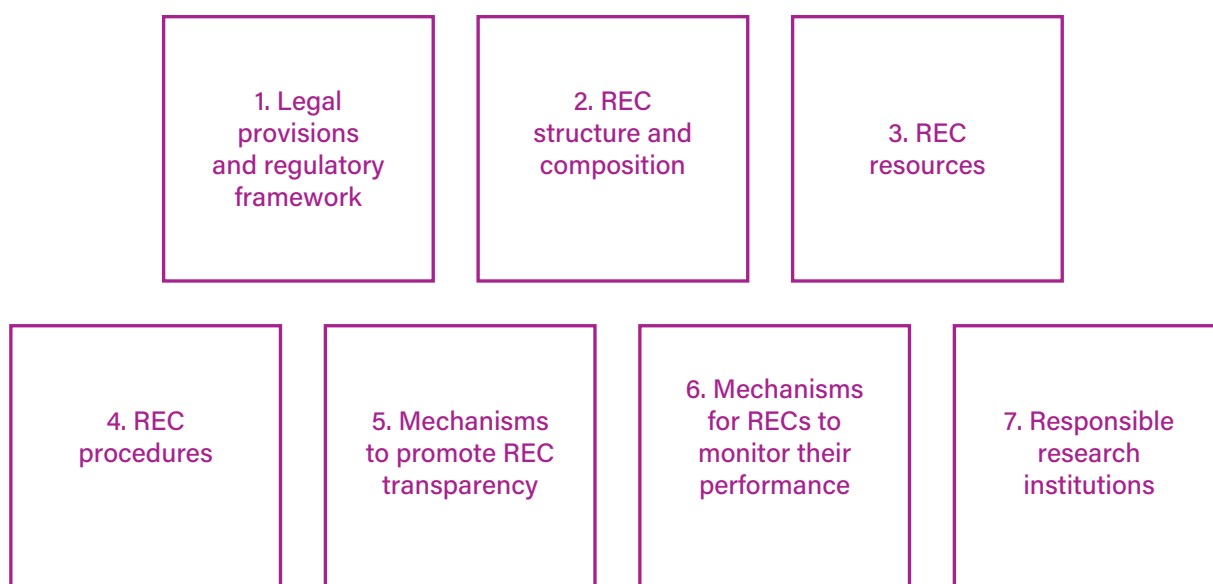 1. Legal
provisions
and regulatory
framework
2. REC
structure and
composition
3. REC
resources
4. REC
procedures
5. Mechanisms
to promote REC
transparency
6. Mechanisms
for RECs to
monitor their
performance
7. Responsible
research
institutions